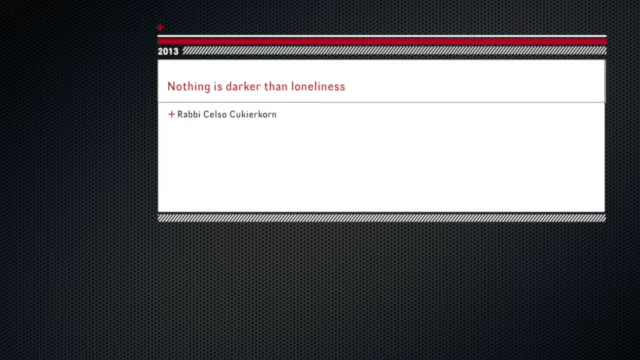 2013
Nothing is darker than loneliness
+ Rabbi Celso Cukierkorn